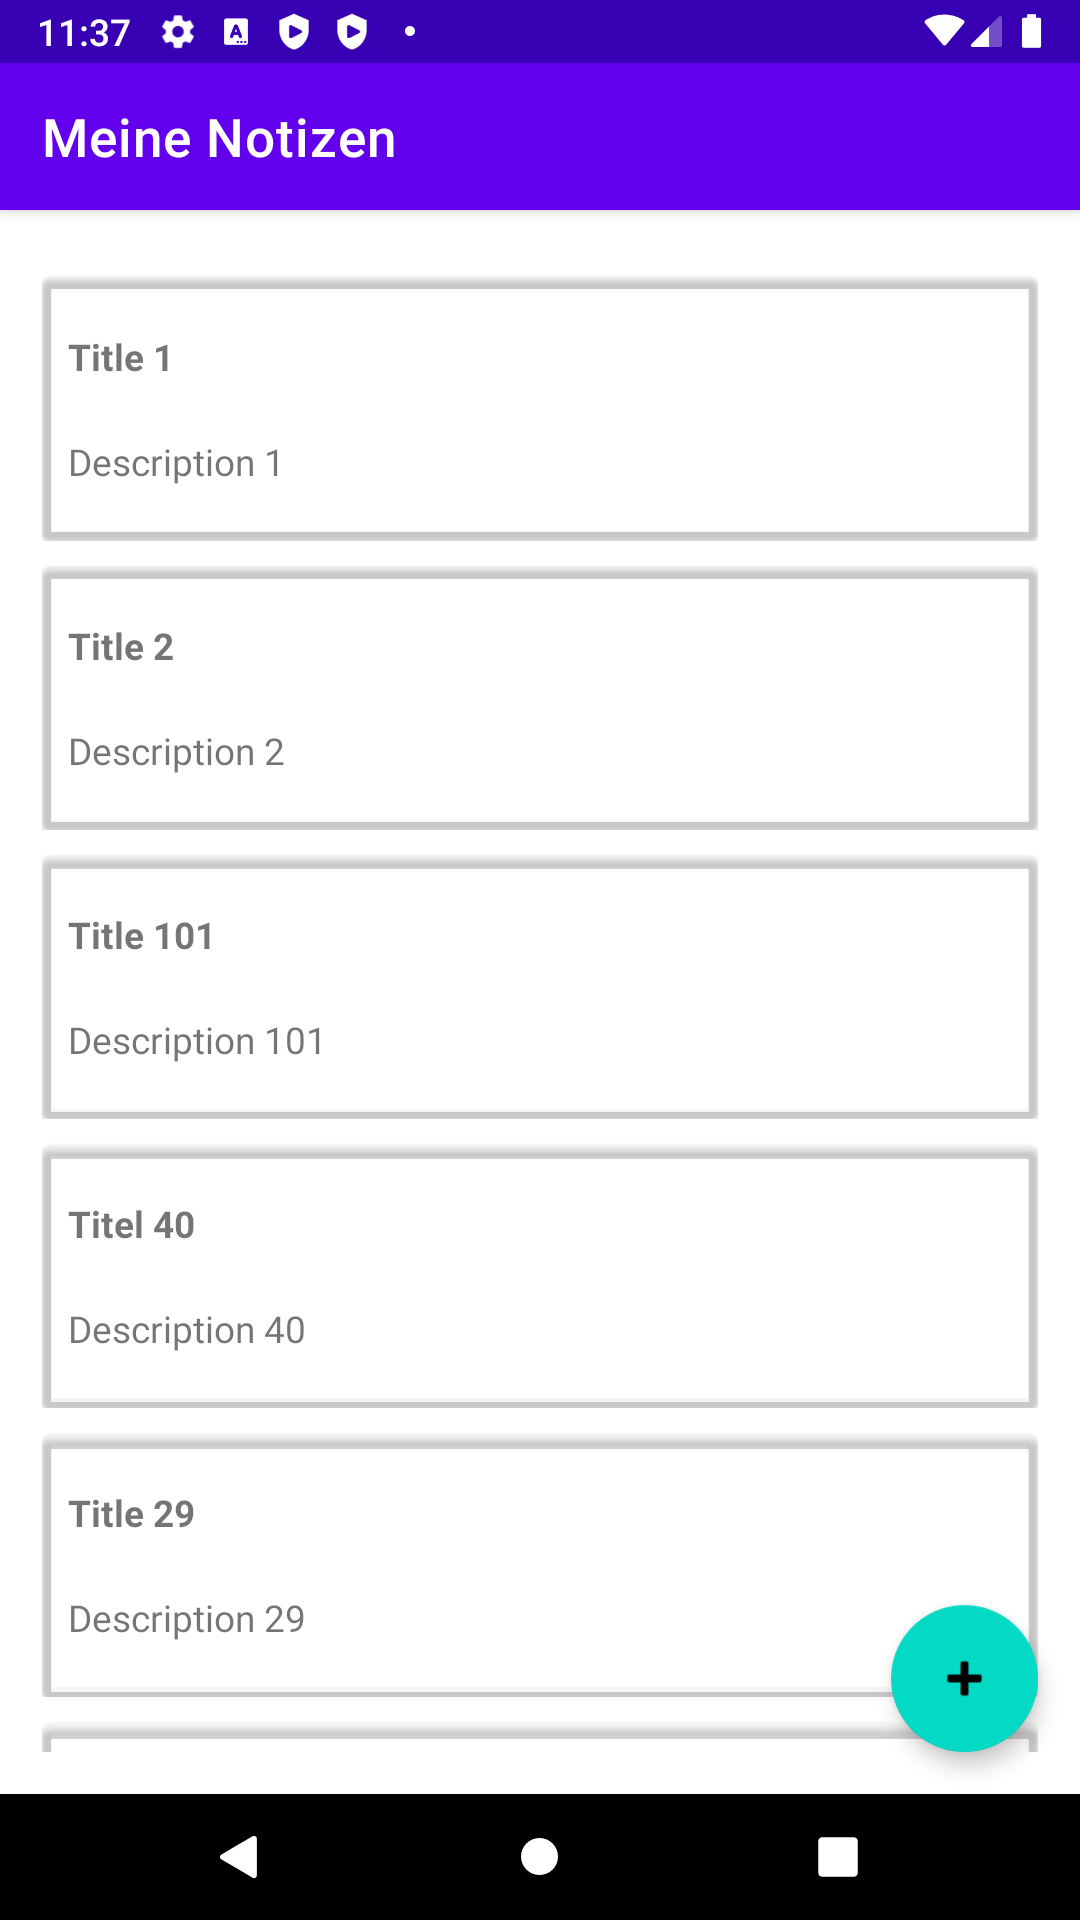 11:37
Meine Notizen
Title 1
Description 1
Title 2
Description 2
Title 101
Description 101
Titel 40
Description 40
Title 29
Description 29